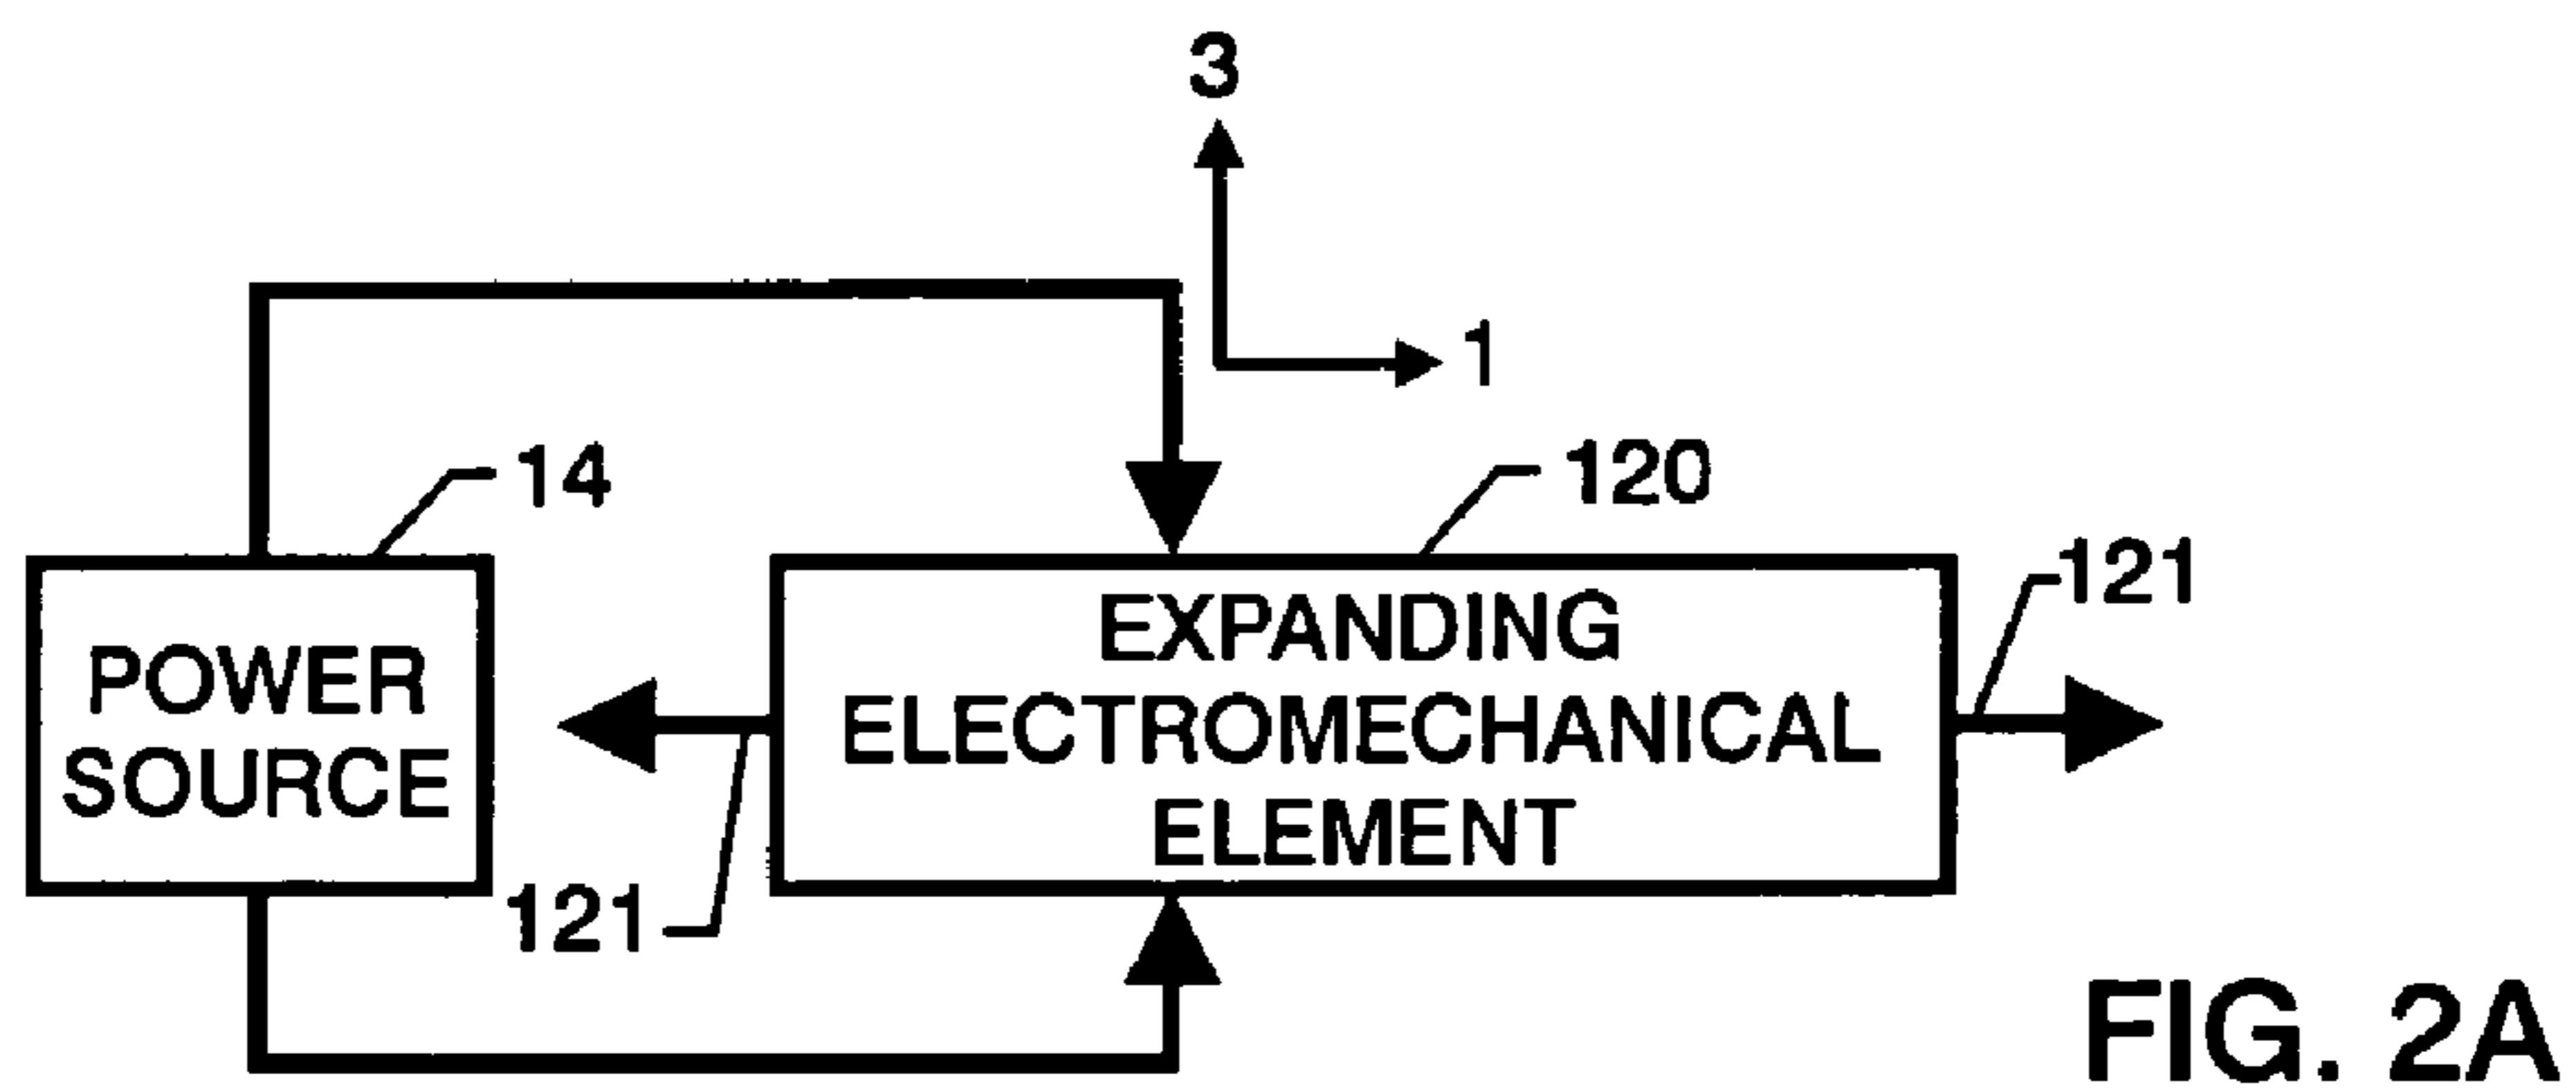 3
1
14
120
121
POWER
SOURCE
EXPANDING
ELECTROMECHANICAL
ELEMENT
121
FIG. 2A